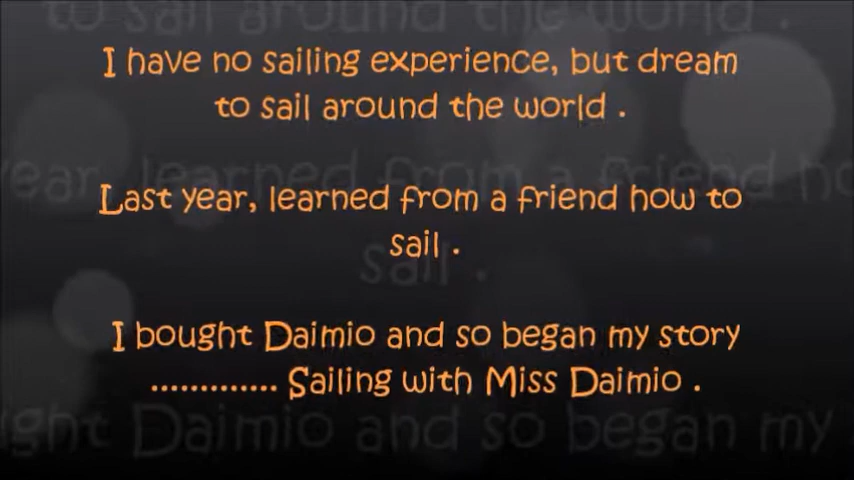 I have no sailing experience, but dream
to sail around the world .
Last year, learned from a friend how to
sail .
I bought Daimio and so began my story
............. Sailing with Miss Daimio .